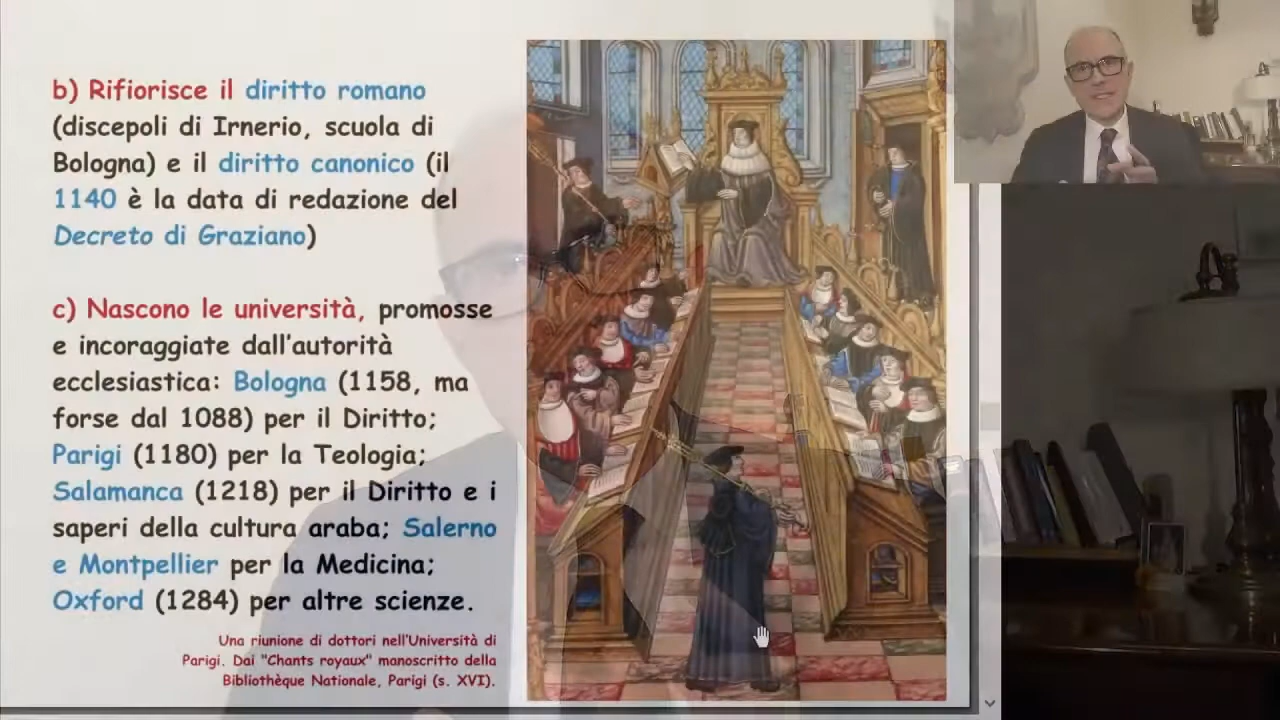 b) Rifiorisce il diritto romano
(discepoli di Irnerio, scuola di
Bologna) e il diritto canonico (il
1140 è la data di redazione del
Decreto di Graziano)
c) Nascono le università, promosse
e incoraggiate dall'autorità
ecclesiastica: Bologna (1158, ma
forse dal 1088) per il Diritto;
Parigi (1180) per la Teologia;
Salamanca (1218) per il Diritto e i
saperi della cultura araba; Salerno
e Montpellier per la Medicina;
Oxford (1284) per altre scienze.
Una riunione di dottori nell'Università di
Parigi. Dai "Chants royaux" manoscritto della
Bibliothèque Nationale, Parigi (s. XVI).